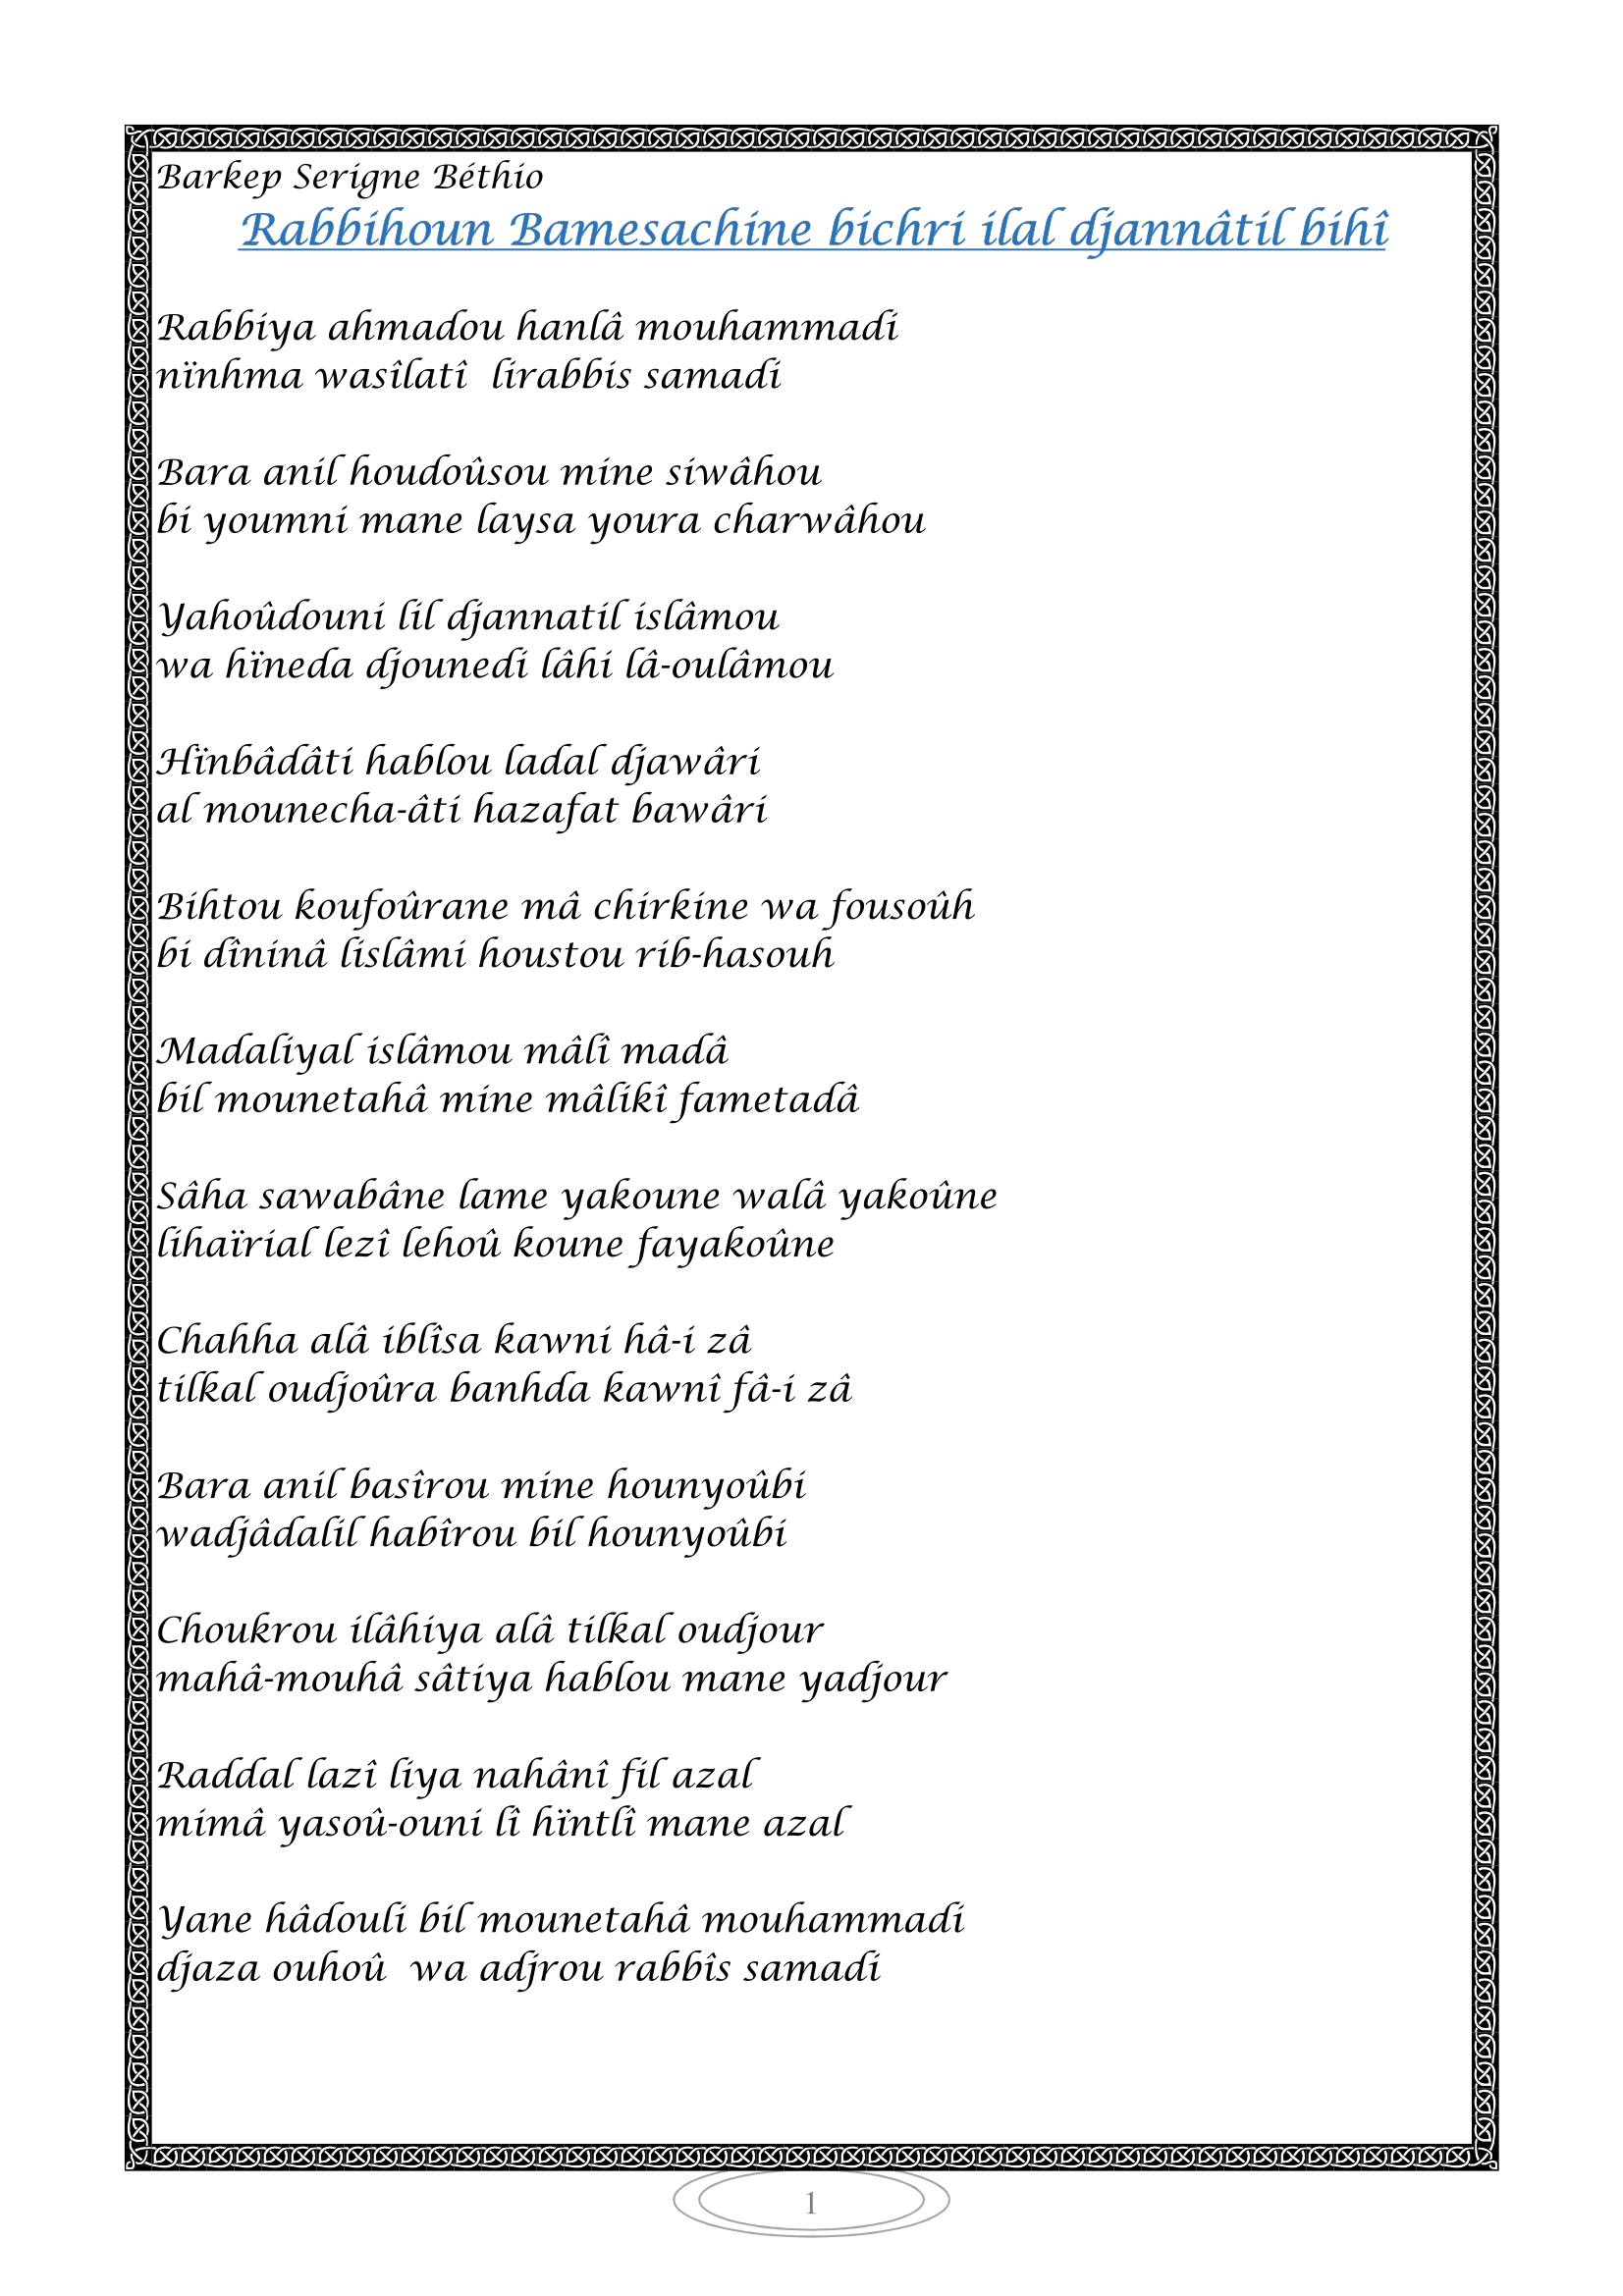 Barkep Serigne Béthio
Rabbihoun Bamesachine bichri ilal djannâtil bihî
Rabbiya ahmadou hanlâ mouhammadi
nïnhma wasîlatî lirabbis samadi
Bara anil houdoûsou mine siwâhou
bi youmni mane laysa youra charwâhou
Yahoûdouni lil djannatil islâmou
wa hïneda djounedi lâhi lâ-oulâmou
Hïnbâdâti hablou ladal djawâri
al mounecha-âti hazafat bawâri
Bihtou koufoûrane mâ chirkine wa fousoûh
bi dîninâ lislâmi houstou rib-hasouh
Madaliyal islâmou mâlî madâ
bil mounetahâ mine mâlikî fametadâ
Sâha sawabâne lame yakoune walâ yakoûne
lihaïrial lezî lehoû koune fayakoûne
Chahha alâ iblîsa kawni hâ-i zâ
tilkal oudjoûra banhda kawnî fâ-i zâ
Bara anil basîrou mine hounyoûbi
wadjâdalil habîrou bil hounyoûbi
Choukrou ilâhiya alâ tilkal oudjour
mahâ-mouhâ sâtiya hablou mane yadjour
Raddal lazî liya nahânî fil azal
mimâ yasoû-ouni lî hïntlî mane azal
Yane hâdouli bil mounetahâ mouhammadi
djaza ouhoû wa adjrou rabbîs samadi
1